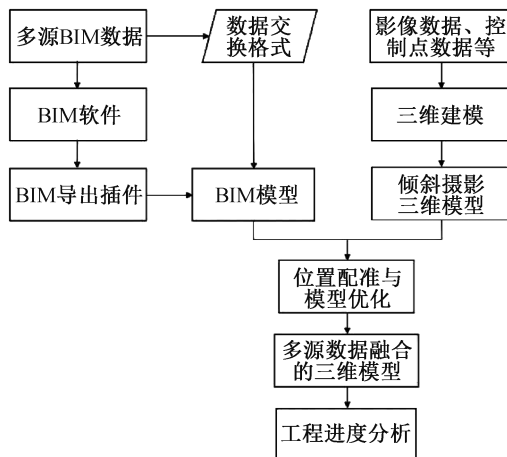 多源BIM数据
数据交
换格式
影像数据、控
制点数据等
BIM软件
三维建模
BIM导出插件
BIM模型
倾斜摄影
三维模型
位置配准与
模型优化
多源数据融合
的三维模型
工程进度分析